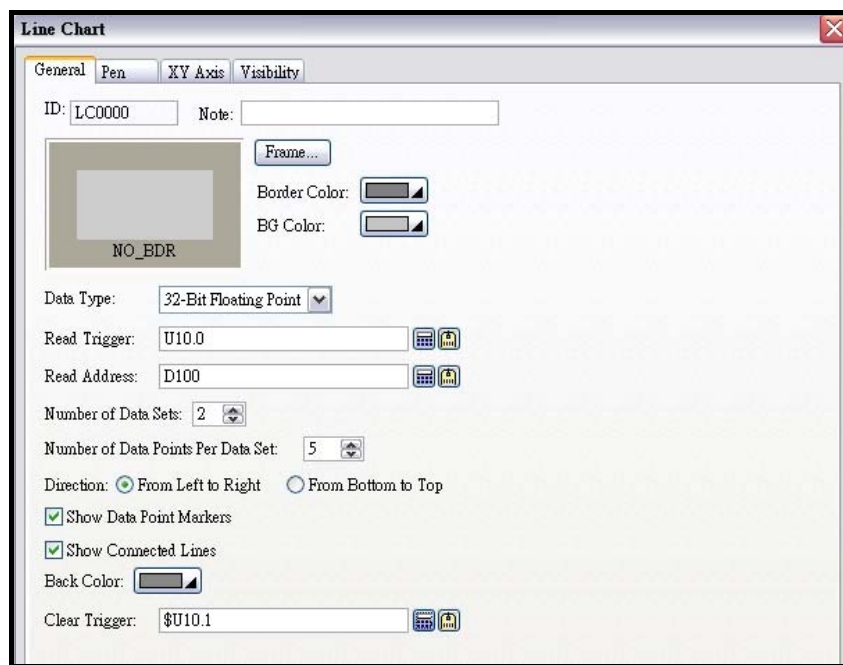 Line Chart
General Pen XY Axis Visibility
ID: LC0000 Note:
Frame...
Border Color:
BG Color:
NO_BDR
Data Type: 32-Bit Floating Point
Read Trigger: U10.0
Read Address: D100
Number of Data Sets: 2
Number of Data Points Per Data Set: 5
Direction: From Left to Right From Bottom to Top
Show Data Point Markers
Show Connected Lines
Back Color:
Clear Trigger: $U10.1